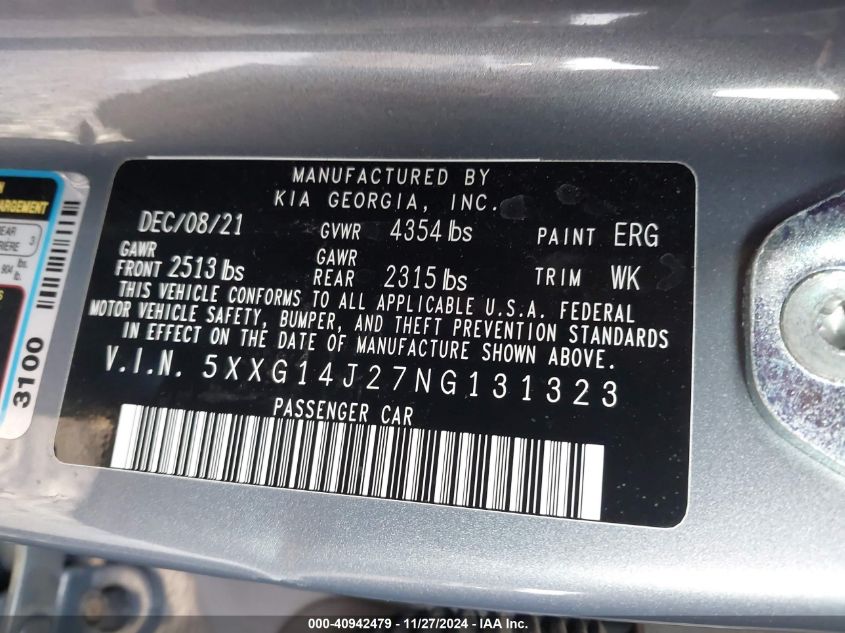 MANUFACTURED BY
KIA GEORGIA, INC.
DEC/08/21 GVWR 4354 lbs PAINT ERG
GAWR FRONT 2513 lbs GAWR REAR 2315 lbs TRIM WK
THIS VEHICLE CONFORMS TO ALL APPLICABLE U.S.A. FEDERAL
MOTOR VEHICLE SAFETY, BUMPER, AND THEFT PREVENTION STANDARDS
IN EFFECT ON THE DATE OF MANUFACTURE SHOWN ABOVE.
V.I.N. 5XXG14J27NG131323
PASSENGER CAR
3
3100
000-40942479 - 11/27/2024 - IAA Inc.